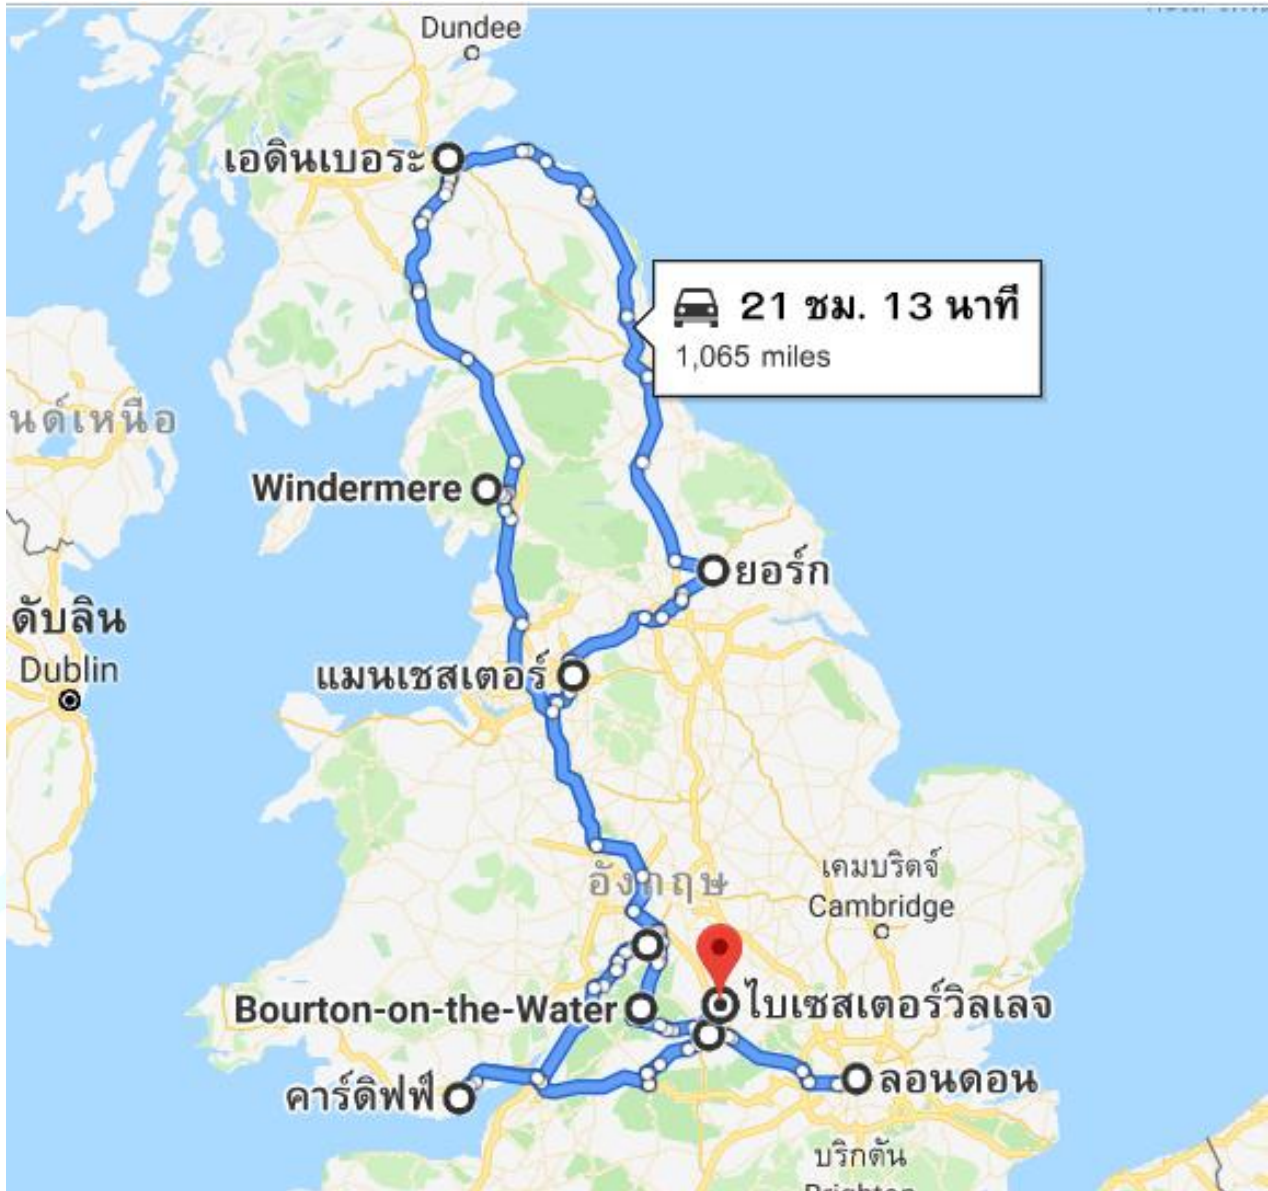 Dundee
เอดินเบอระ
21 ชม. 13 นาที
1,065 miles
นด์เหนือ
Windermere
ยอร์ก
ดับลิน
Dublin
แมนเชสเตอร์
อังกฤษ
เคมบริดจ์
Cambridge
Bourton-on-the-Water
ไบเซสเตอร์วิลเลจ
คาร์ดิฟฟ์
ลอนดอน
บริกตัน